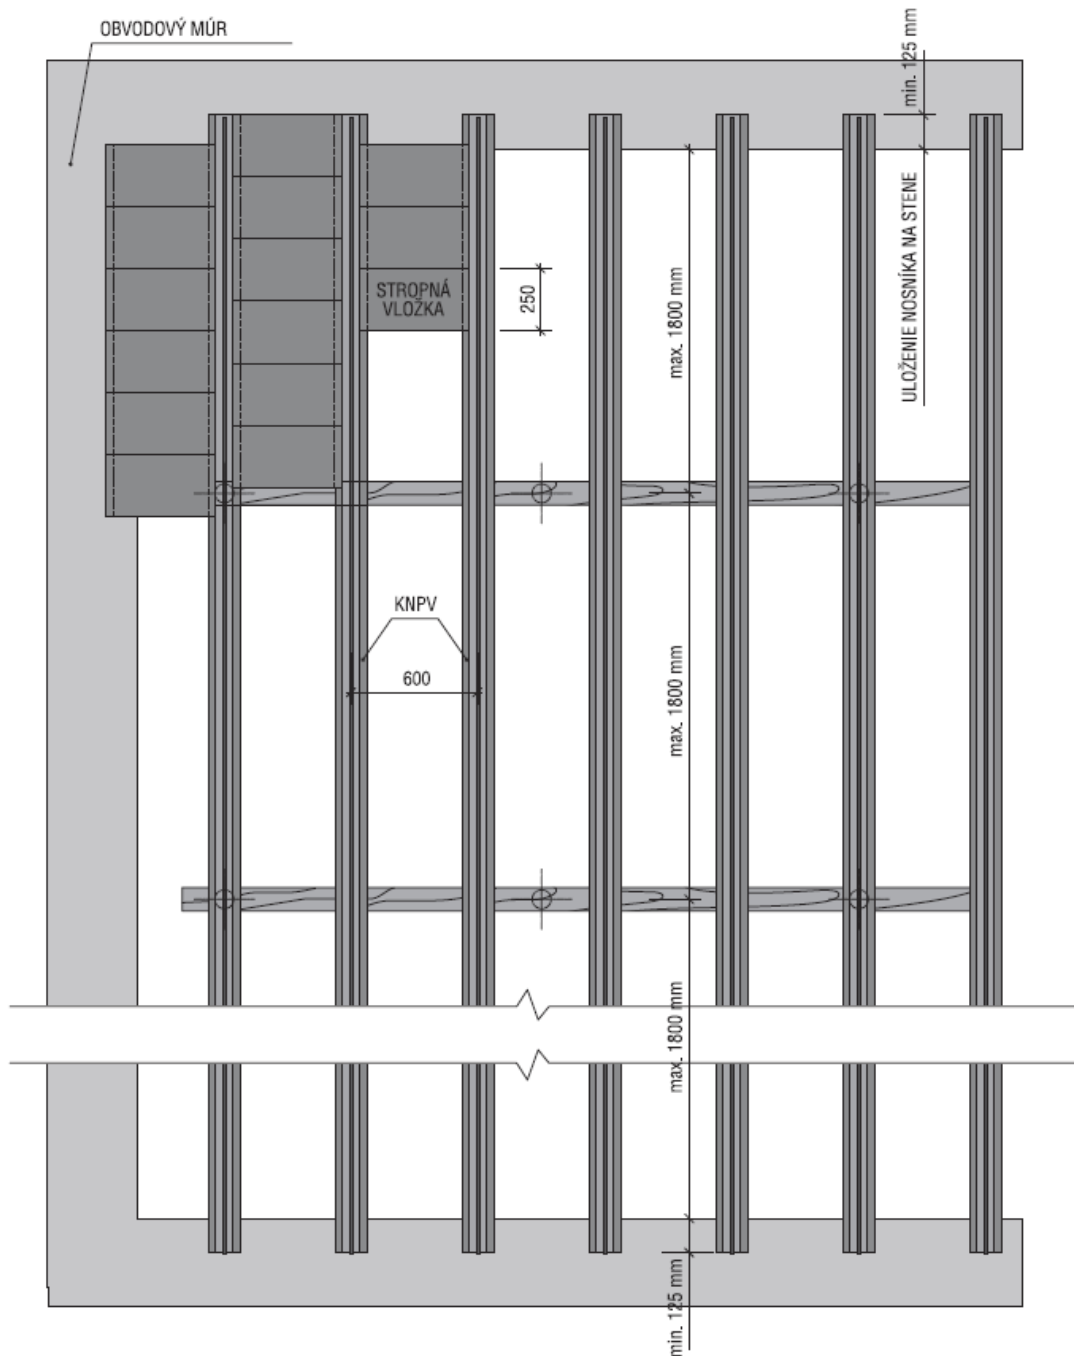 OBVODOVÝ MÚR
min. 125 mm
ULOŽENIE NOSNÍKA NA STENE
STROPNÁ
VLOŽKA
250
max. 1800 mm
KNPV
600
max. 1800 mm
max. 1800 mm
min. 125 mm